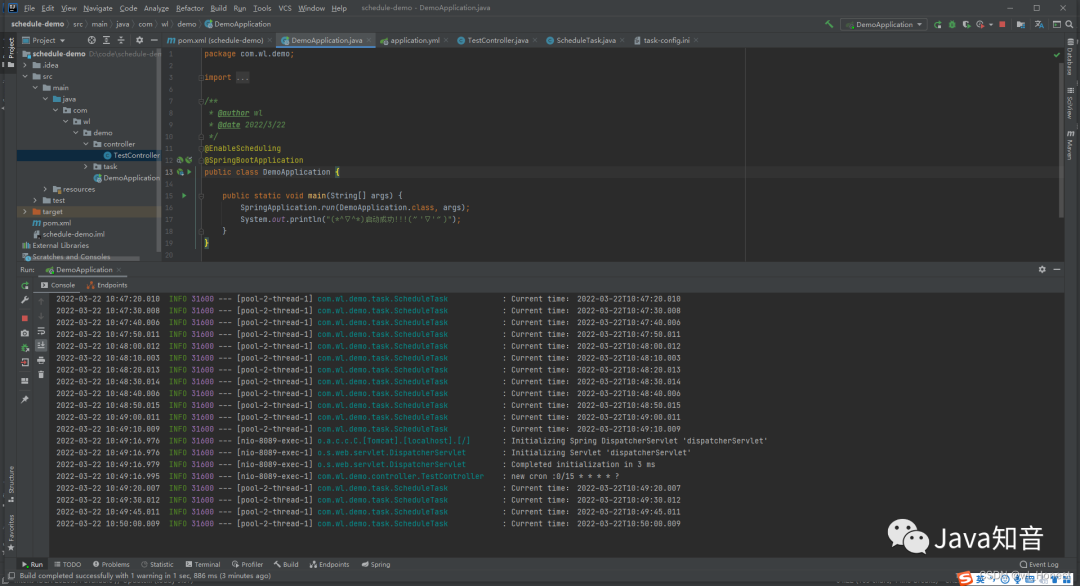 File Edit View Navigate Code Analyze Refactor Build Run Tools VCS Window Help schedule-demo - DemoApplication.java
schedule-demo src main java com wl demo DemoApplication
DemoApplication
Project
pom.xml (schedule-demo) DemoApplication.java application.yml TestController.java ScheduleTask.java task-config.ini
schedule-demo
.idea
src
main
java
com
wl
demo
controller
TestController
task
DemoApplication
resources
test
target
pom.xml
schedule-demo.iml
External Libraries
Scratches and Consoles
package com.wl.demo;
import ...
/**
* @author wl
* @date 2022/3/22
*/
@EnableScheduling
@SpringBootApplication
public class DemoApplication {
public static void main(String[] args) {
SpringApplication.run(DemoApplication.class, args);
}
}
Project
Database
SciView
Maven
Run: DemoApplication
Console Endpoints
2022-03-22 10:47:20.010 INFO 31600 --- [pool-2-thread-1] com.wl.demo.task.ScheduleTask : Current time: 2022-03-22T10:47:20.010
2022-03-22 10:47:30.008 INFO 31600 --- [pool-2-thread-1] com.wl.demo.task.ScheduleTask : Current time: 2022-03-22T10:47:30.008
2022-03-22 10:47:40.006 INFO 31600 --- [pool-2-thread-1] com.wl.demo.task.ScheduleTask : Current time: 2022-03-22T10:47:40.006
2022-03-22 10:47:50.011 INFO 31600 --- [pool-2-thread-1] com.wl.demo.task.ScheduleTask : Current time: 2022-03-22T10:47:50.011
2022-03-22 10:48:00.012 INFO 31600 --- [pool-2-thread-1] com.wl.demo.task.ScheduleTask : Current time: 2022-03-22T10:48:00.012
2022-03-22 10:48:10.003 INFO 31600 --- [pool-2-thread-1] com.wl.demo.task.ScheduleTask : Current time: 2022-03-22T10:48:10.003
2022-03-22 10:48:20.013 INFO 31600 --- [pool-2-thread-1] com.wl.demo.task.ScheduleTask : Current time: 2022-03-22T10:48:20.013
2022-03-22 10:48:30.014 INFO 31600 --- [pool-2-thread-1] com.wl.demo.task.ScheduleTask : Current time: 2022-03-22T10:48:30.014
2022-03-22 10:48:40.006 INFO 31600 --- [pool-2-thread-1] com.wl.demo.task.ScheduleTask : Current time: 2022-03-22T10:48:40.006
2022-03-22 10:48:50.015 INFO 31600 --- [pool-2-thread-1] com.wl.demo.task.ScheduleTask : Current time: 2022-03-22T10:48:50.015
2022-03-22 10:49:00.011 INFO 31600 --- [pool-2-thread-1] com.wl.demo.task.ScheduleTask : Current time: 2022-03-22T10:49:00.011
2022-03-22 10:49:10.009 INFO 31600 --- [pool-2-thread-1] com.wl.demo.task.ScheduleTask : Current time: 2022-03-22T10:49:10.009
2022-03-22 10:49:16.976 INFO 31600 --- [nio-8089-exec-1] o.a.c.c.C.[Tomcat].[localhost].[/] : Initializing Spring DispatcherServlet 'dispatcherServlet'
2022-03-22 10:49:16.976 INFO 31600 --- [nio-8089-exec-1] o.s.web.servlet.DispatcherServlet : Initializing Servlet 'dispatcherServlet'
2022-03-22 10:49:16.979 INFO 31600 --- [nio-8089-exec-1] o.s.web.servlet.DispatcherServlet : Completed initialization in 3 ms
2022-03-22 10:49:16.995 INFO 31600 --- [nio-8089-exec-1] com.wl.demo.controller.TestController : new cron :0/15 * * * * ?
2022-03-22 10:49:20.007 INFO 31600 --- [pool-2-thread-1] com.wl.demo.task.ScheduleTask : Current time: 2022-03-22T10:49:20.007
2022-03-22 10:49:30.012 INFO 31600 --- [pool-2-thread-1] com.wl.demo.task.ScheduleTask : Current time: 2022-03-22T10:49:30.012
2022-03-22 10:49:45.011 INFO 31600 --- [pool-2-thread-1] com.wl.demo.task.ScheduleTask : Current time: 2022-03-22T10:49:45.011
2022-03-22 10:50:00.009 INFO 31600 --- [pool-2-thread-1] com.wl.demo.task.ScheduleTask : Current time: 2022-03-22T10:50:00.009
Structure
Favorites
Java知音
Run TODO Problems Statistic Terminal Profiler Build Endpoints Spring Event Log
Build completed successfully with 1 warning in 1 sec, 886 ms (3 minutes ago)